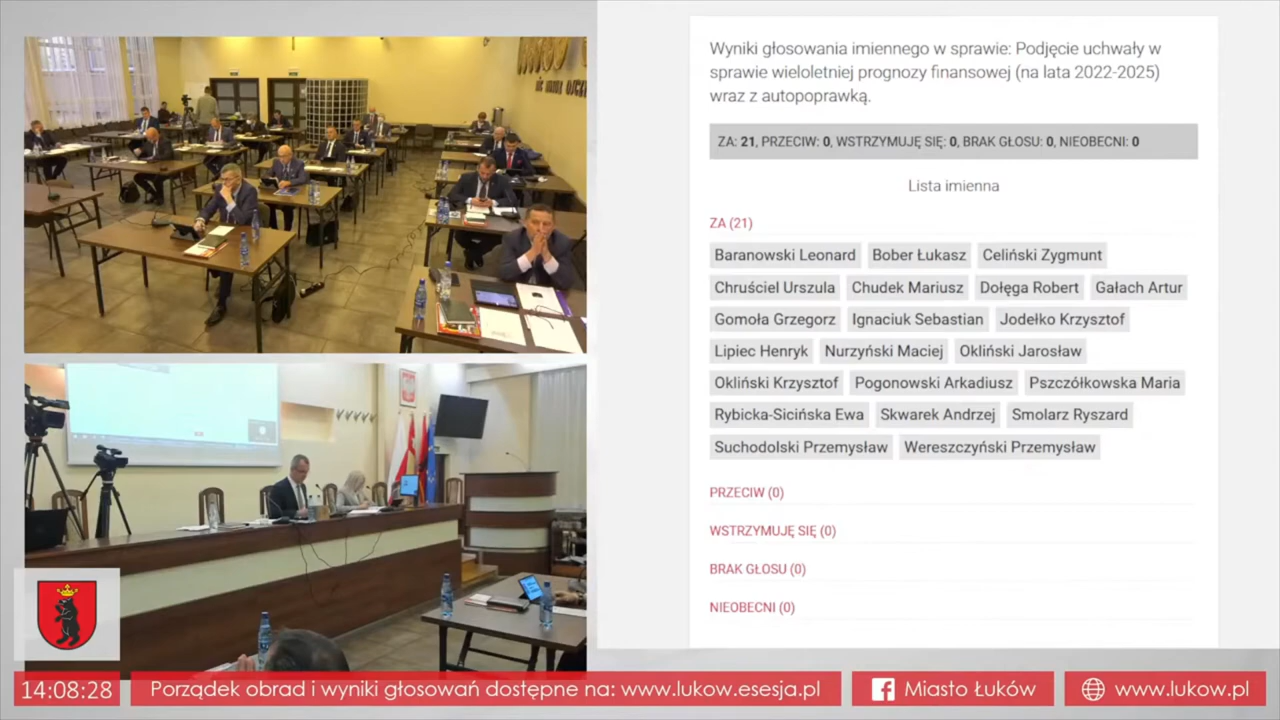 Wyniki głosowania imiennego w sprawie: Podjęcie uchwały w
sprawie wieloletniej prognozy finansowej (na lata 2022-2025)
wraz z autopoprawką.
ZA: 21, PRZECIW: 0, WSTRZYMUJĘ SIĘ: 0, BRAK GŁOSU: 0, NIEOBECNI: 0
Lista imienna
ZA (21)
Baranowski Leonard Bober Łukasz Celiński Zygmunt
Chruściel Urszula Chudek Mariusz Dołęga Robert Gałach Artur
Gomoła Grzegorz Ignaciuk Sebastian Jodełko Krzysztof
Lipiec Henryk Nurzyński Maciej Okliński Jarosław
Okliński Krzysztof Pogonowski Arkadiusz Pszczółkowska Maria
Rybicka-Sicińska Ewa Skwarek Andrzej Smolarz Ryszard
Suchodolski Przemysław Wereszczyński Przemysław
PRZECIW (0)
WSTRZYMUJĘ SIĘ (0)
BRAK GŁOSU (0)
NIEOBECNI (0)
14:08:28 Porządek obrad i wyniki głosowań dostępne na: www.lukow.esesja.pl Miasto Łuków www.lukow.pl